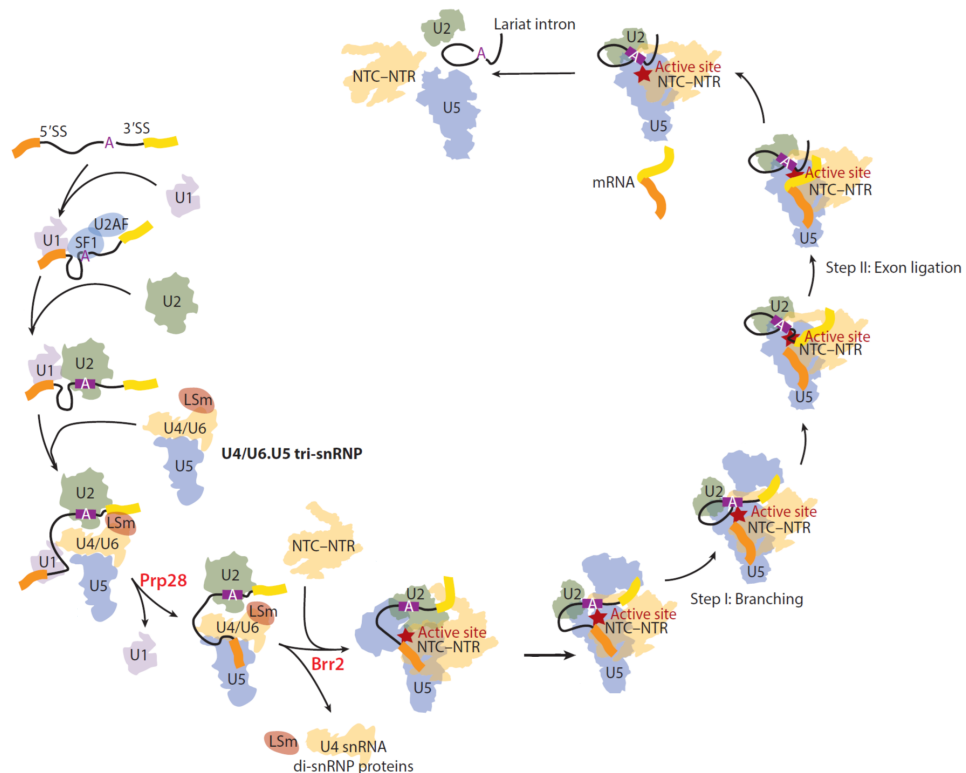 5'SS
A
3'SS
U1
U1
SF1
U2AF
A
U2
U1
U2
A
LSm
U4/U6
U5
U4/U6.U5 tri-snRNP
U2
A
LSm
U4/U6
U1
U5
Prp28
U1
U2
A
LSm
U4/U6
U5
NTC–NTR
Brr2
LSm
U4 snRNA
di-snRNP proteins
U2
A
Active site
NTC–NTR
U5
U2
A
Active site
NTC–NTR
U5
Step I: Branching
U2
A
Active site
NTC–NTR
U5
U2
A
Active site
NTC–NTR
U5
Step II: Exon ligation
U2
A
Active site
NTC–NTR
U5
U2
A
Active site
NTC–NTR
U5
mRNA
U2
Lariat intron
A
NTC–NTR
U5